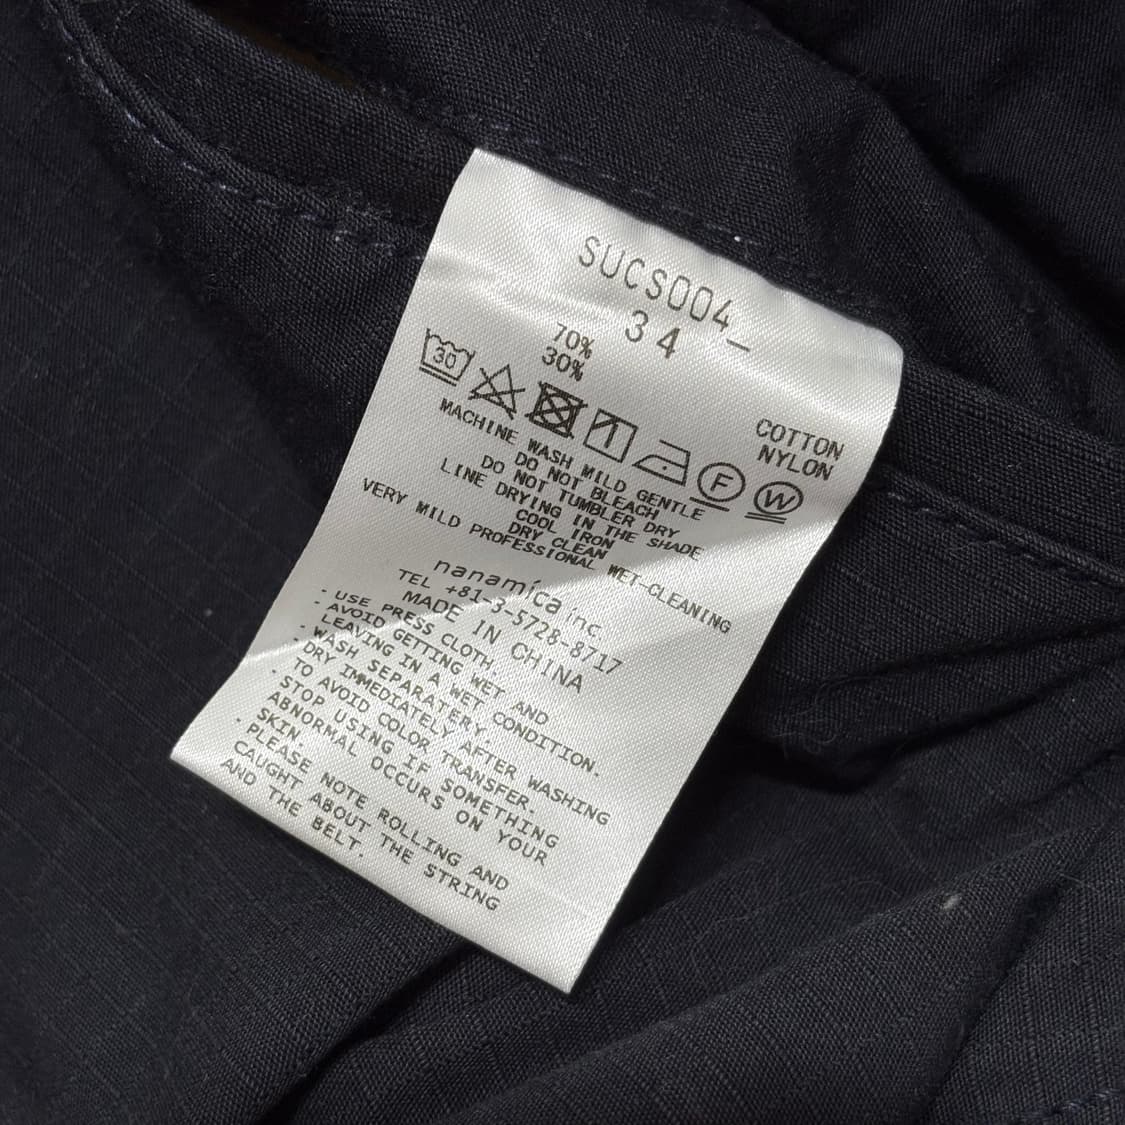 SUCS004_
34
70% COTTON
30% NYLON
30 F W
MACHINE WASH MILD GENTLE
DO NOT BLEACH
DO NOT TUMBLER DRY
LINE DRYING IN THE SHADE
COOL IRON
DRY CLEAN
VERY MILD PROFESSIONAL WET-CLEANING
nanamica inc.
TEL +81-3-5728-8717
MADE IN CHINA
- USE PRESS CLOTH.
- AVOID GETTING WET AND
LEAVING IN A WET CONDITION.
- WASH SEPARATERY.
- DRY IMMEDIATELY AFTER WASHING
TO AVOID COLOR TRANSFER.
- STOP USING IF SOMETHING
ABNORMAL OCCURS ON YOUR
SKIN.
- PLEASE NOTE ROLLING AND
CAUGHT ABOUT THE STRING
AND THE BELT.